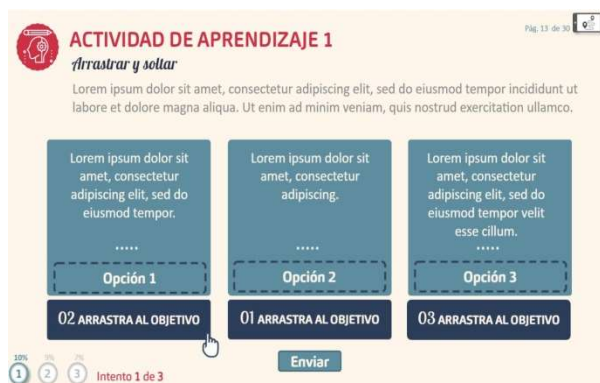 Pág. 13 de 30
ACTIVIDAD DE APRENDIZAJE 1
Arrastrar y soltar
Lorem ipsum dolor sit amet, consectetur adipiscing elit, sed do eiusmod tempor incididunt ut
labore et dolore magna aliqua. Ut enim ad minim veniam, quis nostrud exercitation ullamco.
Lorem ipsum dolor sit
amet, consectetur
adipiscing elit, sed do
eiusmod tempor.
.....
Opción 1
02 ARRASTRA AL OBJETIVO
Lorem ipsum dolor sit
amet, consectetur
adipiscing.
.....
Opción 2
01 ARRASTRA AL OBJETIVO
Lorem ipsum dolor sit
amet, consectetur
adipiscing elit, sed do
eiusmod tempor velit
esse cillum.
.....
Opción 3
03 ARRASTRA AL OBJETIVO
Enviar
10%
1 2 3
Intento 1 de 3